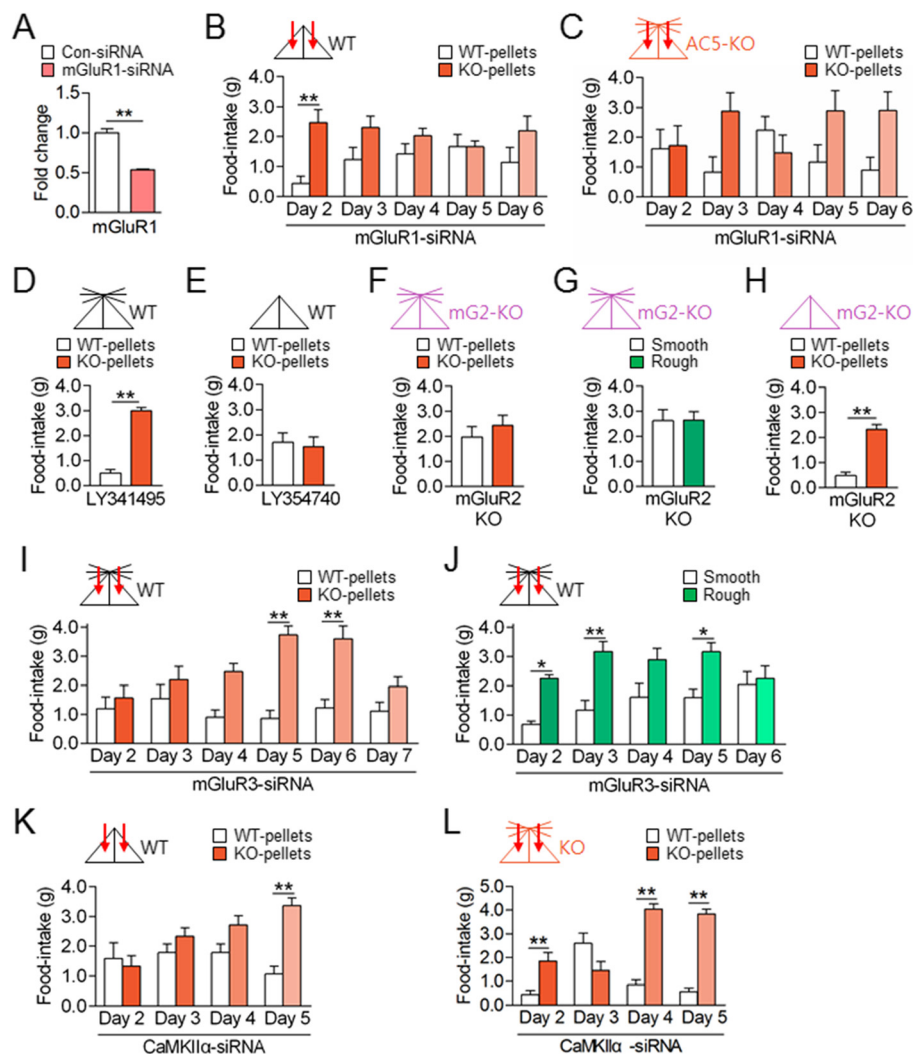 A
Con-siRNA
mGluR1-siRNA
Fold change
1.5
1.0
0.5
0.0
**
mGluR1
B
WT
WT-pellets
KO-pellets
Food-intake (g)
4.0
3.0
2.0
1.0
0.0
**
Day 2 Day 3 Day 4 Day 5 Day 6
mGluR1-siRNA
C
AC5-KO
WT-pellets
KO-pellets
Food-intake (g)
4.0
3.0
2.0
1.0
0.0
Day 2 Day 3 Day 4 Day 5 Day 6
mGluR1-siRNA
D
WT
WT-pellets
KO-pellets
Food-intake (g)
4.0
3.0
2.0
1.0
0.0
**
LY341495
E
WT
WT-pellets
KO-pellets
Food-intake (g)
4.0
3.0
2.0
1.0
0.0
LY354740
F
mG2-KO
WT-pellets
KO-pellets
Food-intake (g)
4.0
3.0
2.0
1.0
0.0
mGluR2
KO
G
mG2-KO
Smooth
Rough
Food-intake (g)
4.0
3.0
2.0
1.0
0.0
mGluR2
KO
H
mG2-KO
WT-pellets
KO-pellets
Food-intake (g)
4.0
3.0
2.0
1.0
0.0
**
mGluR2
KO
I
WT
WT-pellets
KO-pellets
Food-intake (g)
4.0
3.0
2.0
1.0
0.0
** **
Day 2 Day 3 Day 4 Day 5 Day 6 Day 7
mGluR3-siRNA
J
WT
Smooth
Rough
Food-intake (g)
4.0
3.0
2.0
1.0
0.0
* ** *
Day 2 Day 3 Day 4 Day 5 Day 6
mGluR3-siRNA
K
WT
WT-pellets
KO-pellets
Food-intake (g)
4.0
3.0
2.0
1.0
0.0
**
Day 2 Day 3 Day 4 Day 5
CaMKIIα-siRNA
L
KO
WT-pellets
KO-pellets
Food-intake (g)
5.0
4.0
3.0
2.0
1.0
0.0
** ** **
Day 2 Day 3 Day 4 Day 5
CaMKIIα -siRNA